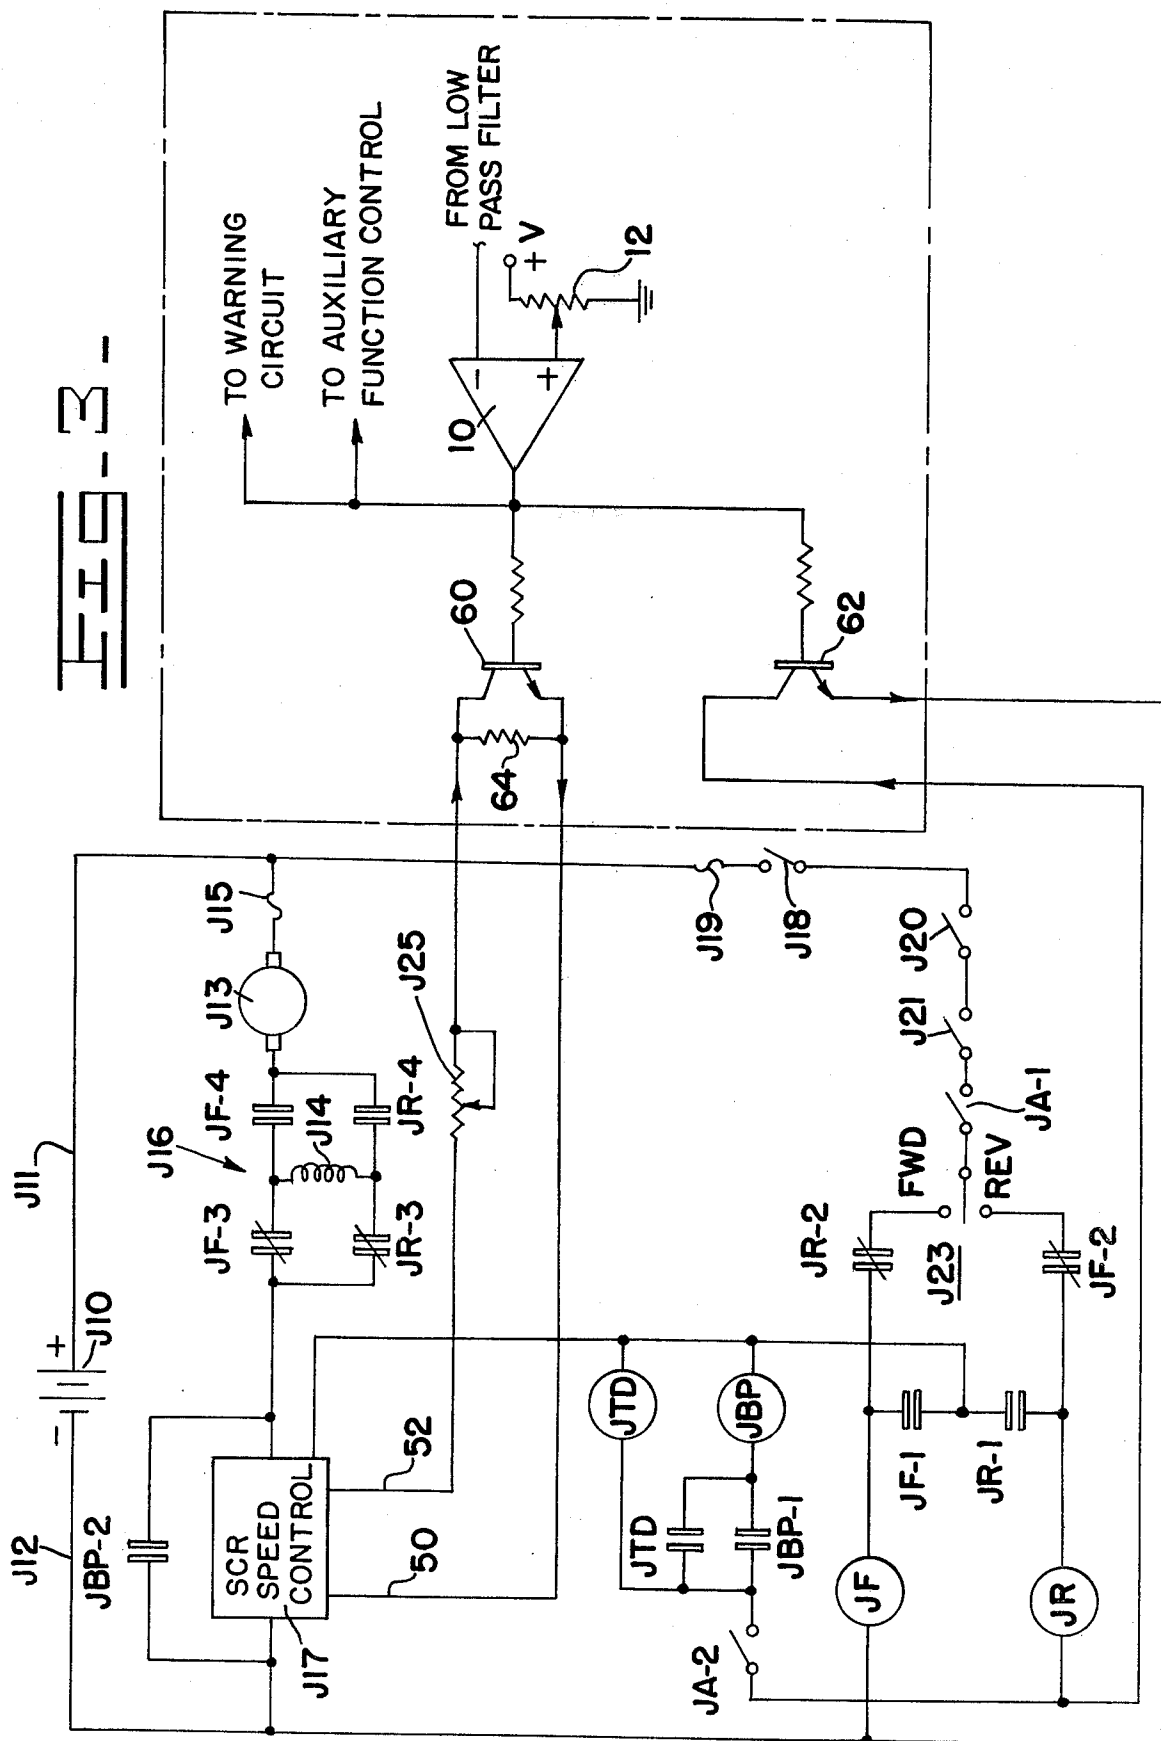 FIG-3-
J11
+
-
J10
J12
JBP-2
SCR
SPEED
CONTROL
J17
50
52
JF-3
JF-4
J16
J14
JR-3
JR-4
J13
J15
J25
TO WARNING
CIRCUIT
TO AUXILIARY
FUNCTION CONTROL
FROM LOW
PASS FILTER
+V
12
10
-
+
60
64
62
J19
J18
J20
J21
JA-1
FWD
REV
J23
JR-2
JF-2
JTD
JBP
JTD
JBP-1
JF-1
JR-1
JA-2
JF
JR